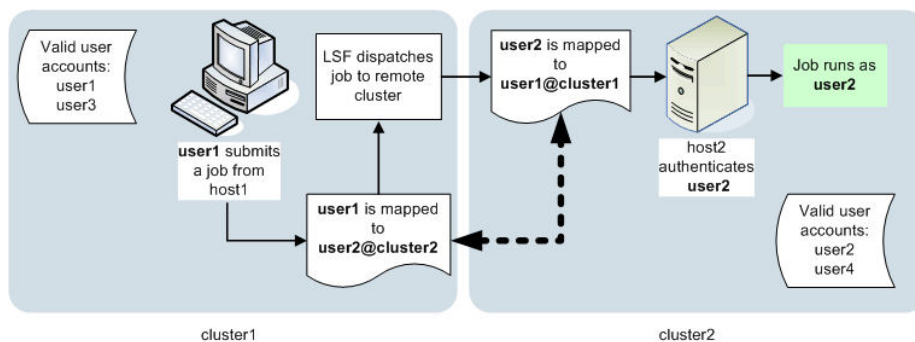 Valid user
accounts:
user1
user3
user1 submits
a job from
host1
LSF dispatches
job to remote
cluster
user1 is mapped
to
user2@cluster2
cluster1
user2 is mapped
to
user1@cluster1
host2
authenticates
user2
Job runs as
user2
Valid user
accounts:
user2
user4
cluster2